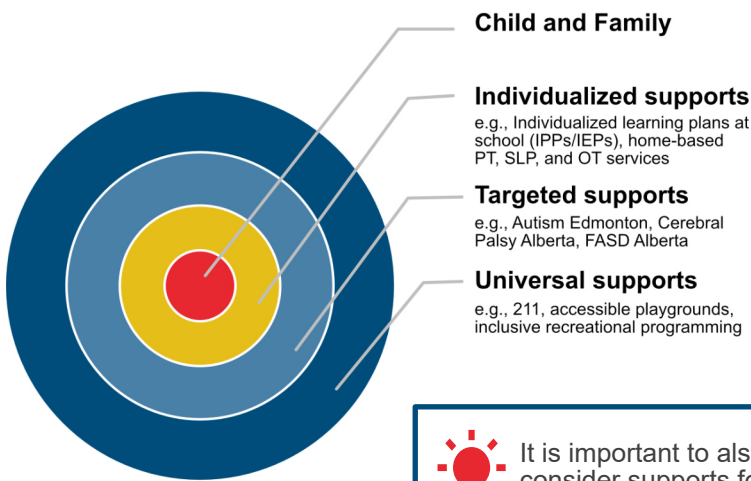 Child and Family
Individualized supports
e.g., Individualized learning plans at
school (IPPs/IEPs), home-based
PT, SLP, and OT services
Targeted supports
e.g., Autism Edmonton, Cerebral
Palsy Alberta, FASD Alberta
Universal supports
e.g., 211, accessible playgrounds,
inclusive recreational programming
It is important to als
consider supports fo